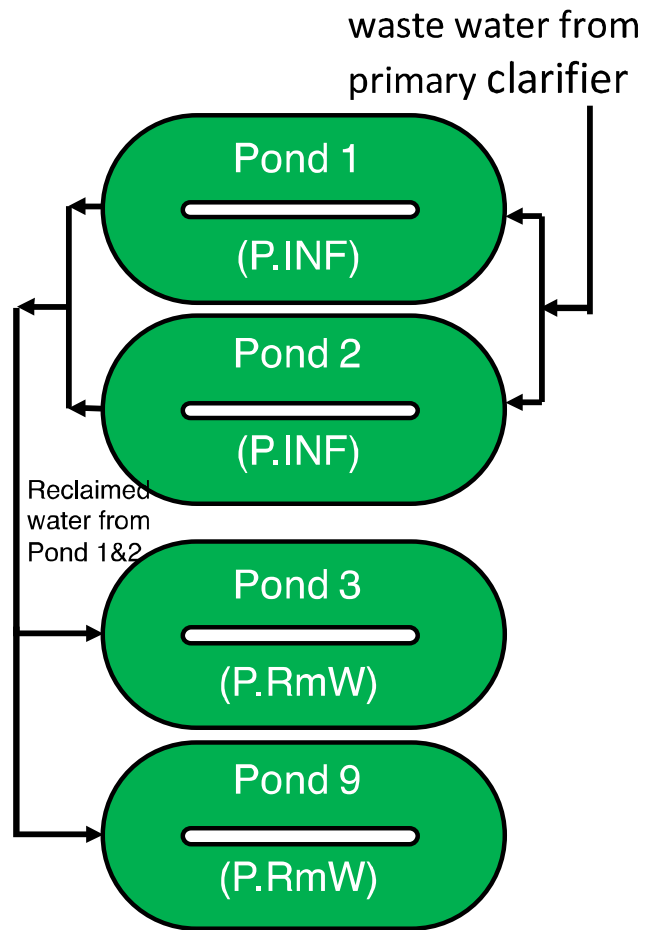 waste water from
primary clarifier
Pond 1
(P.INF)
Pond 2
(P.INF)
Reclaimed
water from
Pond 1&2
Pond 3
(P.RmW)
Pond 9
(P.RmW)